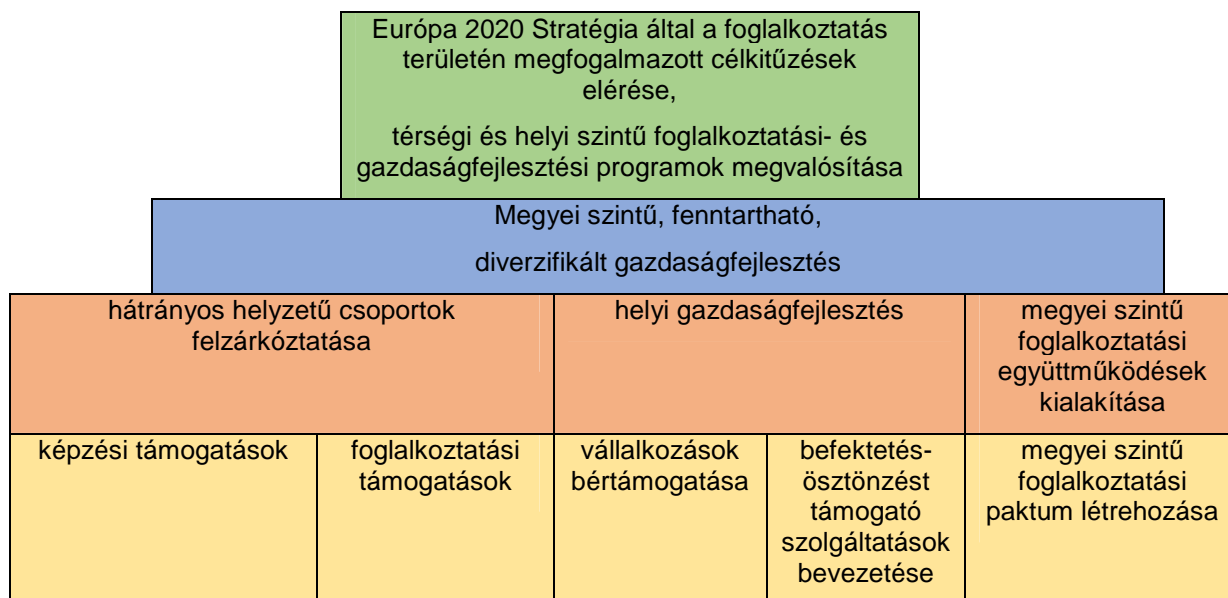 Európa 2020 Stratégia által a foglalkoztatás
területén megfogalmazott célkitűzések
elérése,
térségi és helyi szintű foglalkoztatási- és
gazdaságfejlesztési programok megvalósítása
Megyei szintű, fenntartható,
diverzifikált gazdaságfejlesztés
hátrányos helyzetű csoportok
felzárkóztatása
helyi gazdaságfejlesztés
megyei szintű
foglalkoztatási
együttműködések
kialakítása
képzési támogatások
foglalkoztatási
támogatások
vállalkozások
bértámogatása
befektetés-
ösztönzést
támogató
szolgáltatások
bevezetése
megyei szintű
foglalkoztatási
paktum létrehozása